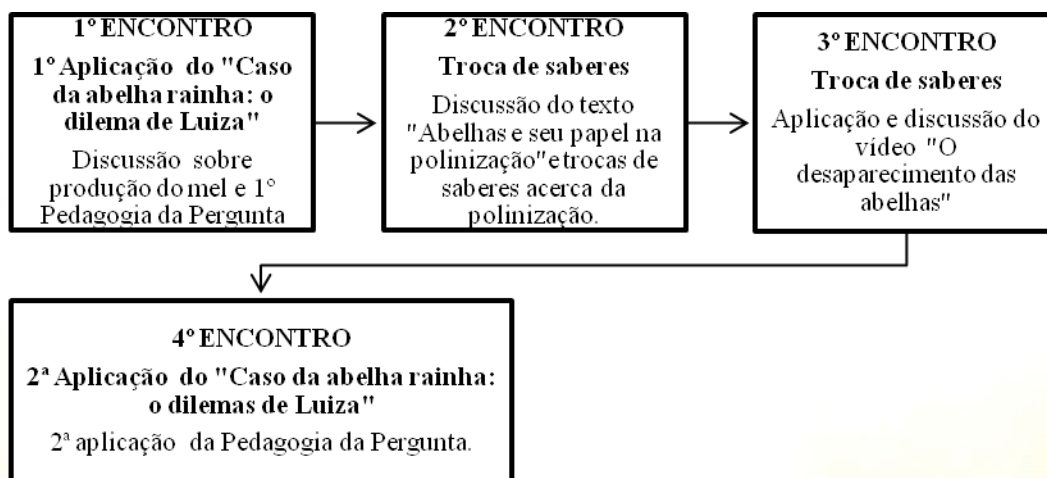 1º ENCONTRO
1º Aplicação do "Caso
da abelha rainha: o
dilema de Luiza"
Discussão sobre
produção do mel e 1°
Pedagogia da Pergunta
2º ENCONTRO
Troca de saberes
Discussão do texto
"Abelhas e seu papel na
polinização" e trocas de
saberes acerca da
polinização.
3º ENCONTRO
Troca de saberes
Aplicação e discussão do
vídeo "O
desaparecimento das
abelhas"
4º ENCONTRO
2ª Aplicação do "Caso da abelha rainha:
o dilemas de Luiza"
2ª aplicação da Pedagogia da Pergunta.